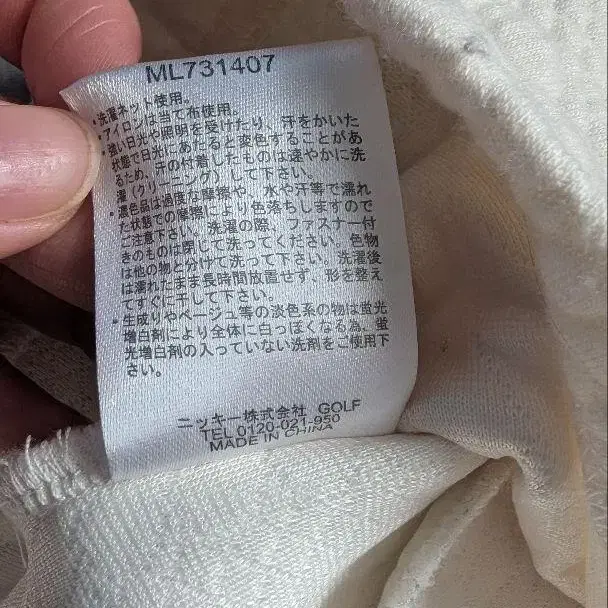 ML731407
・洗濯ネット使用。
・アイロンは当て布使用。
・強い日光や照明を受けたり、汗をかいた
状態で日光にあたると変色することがあ
るため、汗の付着したものは速やかに洗
濯(クリーニング)して下さい。
・濃色品は過度な摩擦や、水や汗等で濡れ
た状態での摩擦により色落ちしますので
ご注意下さい。洗濯の際、ファスナー付
きのものは閉じて洗ってください。色物
は他の物と分けて洗って下さい。洗濯後
は濡れたまま長時間放置せず、形を整え
てすぐに干して下さい。
・生成りやベージュ等の淡色系の物は蛍光
増白剤により全体に白っぽくなる為、蛍
光増白剤の入っていない洗剤をご使用下
さい。
ニッキー株式会社 GOLF
TEL 0120-021-950
MADE IN CHINA